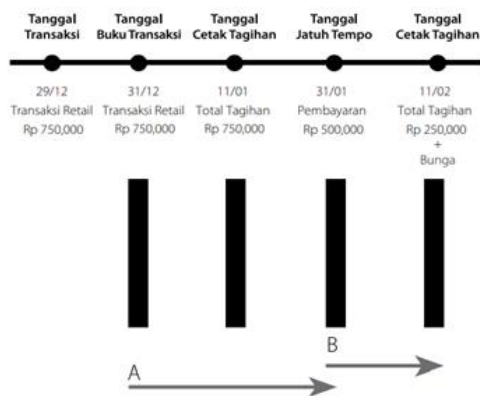 Tanggal
Transaksi
Tanggal
Buku Transaksi
Tanggal
Cetak Tagihan
Tanggal
Jatuh Tempo
Tanggal
Cetak Tagihan
29/12
Transaksi Retail
Rp 750,000
31/12
Transaksi Retail
Rp 750,000
11/01
Total Tagihan
Rp 750,000
31/01
Pembayaran
Rp 500,000
11/02
Total Tagihan
Rp 250,000
+
Bunga
A
B